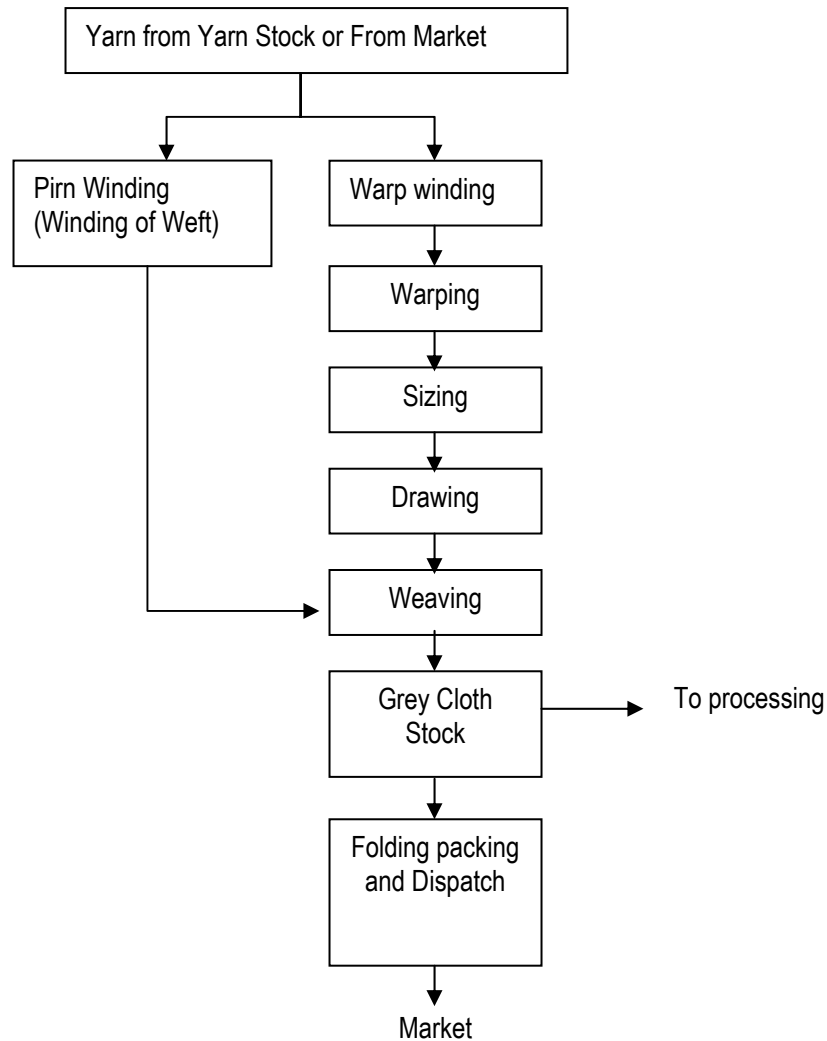 Yarn from Yarn Stock or From Market
Pirn Winding
(Winding of Weft)
Warp winding
Warping
Sizing
Drawing
Weaving
Grey Cloth
Stock
To processing
Folding packing
and Dispatch
Market